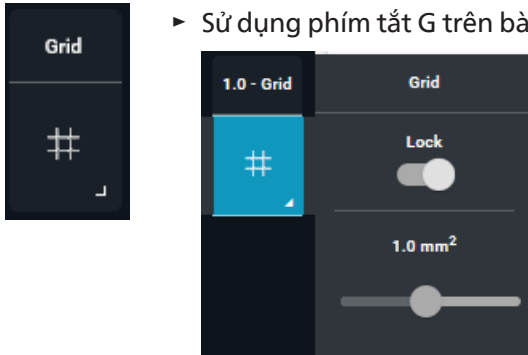 Grid
► Sử dụng phím tắt G trên bà
1.0 - Grid
Grid
Lock
1.0 mm²